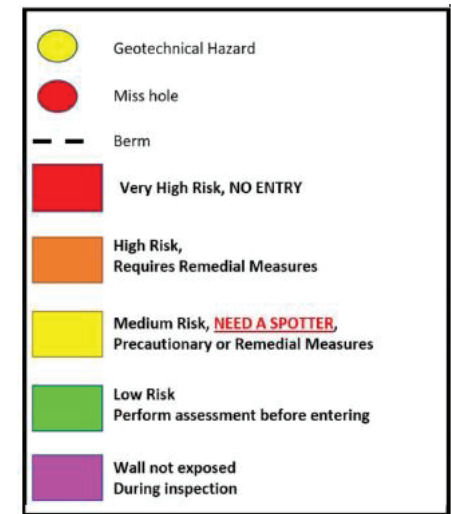 Geotechnical Hazard
Miss hole
Berm
Very High Risk, NO ENTRY
High Risk,
Requires Remedial Measures
Medium Risk, NEED A SPOTTER,
Precautionary or Remedial Measures
Low Risk
Perform assessment before entering
Wall not exposed
During inspection